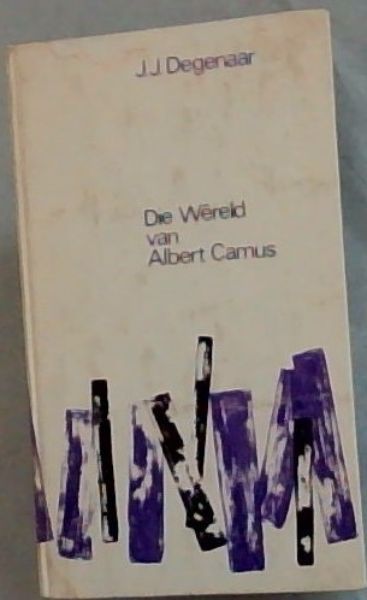 J.J. Degenaar
Die Wêreld
van
Albert Camus